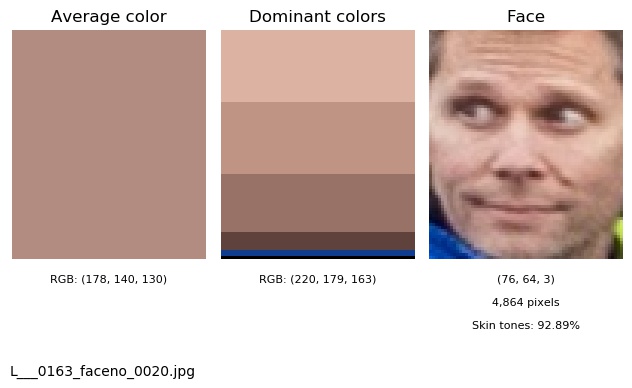 Average color
Dominant colors
Face
RGB: (178, 140, 130)
RGB: (220, 179, 163)
(76, 64, 3)
4,864 pixels
Skin tones: 92.89%
L___0163_faceno_0020.jpg